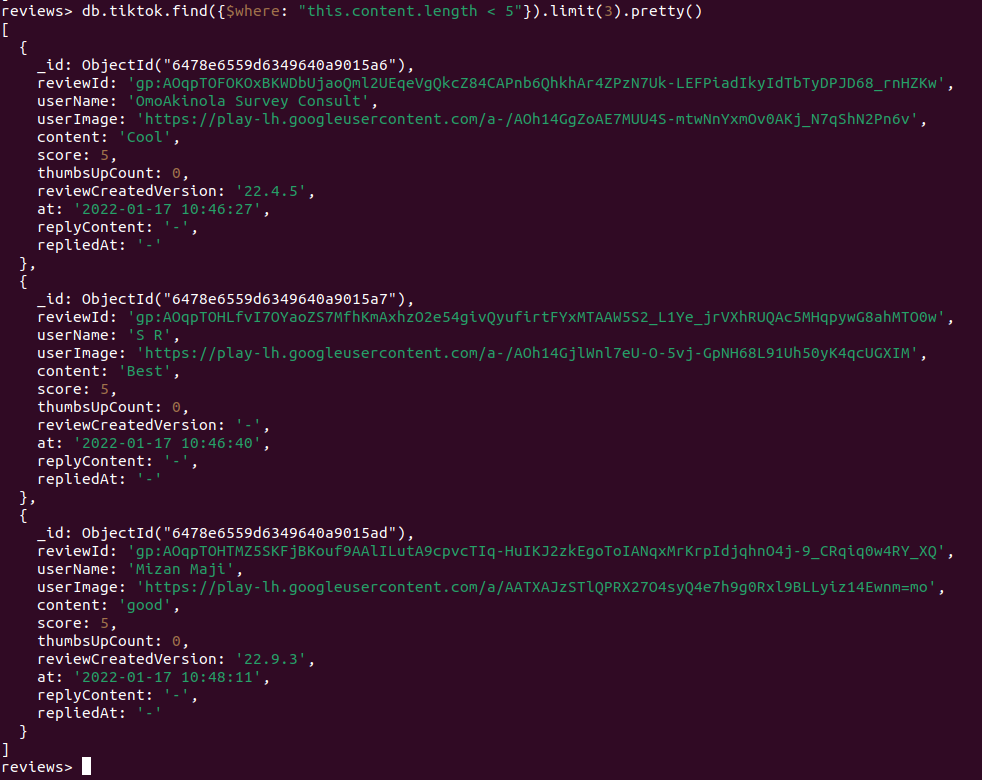 reviews> db.tiktok.find({$where: "this.content.length < 5"}).limit(3).pretty()
[
  {
    _id: ObjectId("6478e6559d6349640a9015a6"),
    reviewId: 'gp:AOqpTOFOKOxBKWDbUjaoQml2UEqeVgQkcZ84CAPnb6QhkhAr4ZPzN7Uk-LEFPiadIkyIdTbTyDPJD68_rnHZKw',
    userName: 'OmoAkinola Survey Consult',
    userImage: 'https://play-lh.googleusercontent.com/a-/AOh14GgZoAE7MUU4S-mtwNnYxmOv0AKj_N7qShN2Pn6v',
    content: 'Cool',
    score: 5,
    thumbsUpCount: 0,
    reviewCreatedVersion: '22.4.5',
    at: '2022-01-17 10:46:27',
    replyContent: '-',
    repliedAt: '-'
  },
  {
    _id: ObjectId("6478e6559d6349640a9015a7"),
    reviewId: 'gp:AOqpTOHLfvI7OYaoZS7MfhKmAxhzO2e54givQyufirtFYxMTAAW5S2_L1Ye_jrVXhRUQAc5MHqpywG8ahMTO0w',
    userName: 'S R',
    userImage: 'https://play-lh.googleusercontent.com/a-/AOh14GjlWnl7eU-O-5vj-GpNH68L91Uh50yK4qcUGXIM',
    content: 'Best',
    score: 5,
    thumbsUpCount: 0,
    reviewCreatedVersion: '-',
    at: '2022-01-17 10:46:40',
    replyContent: '-',
    repliedAt: '-'
  },
  {
    _id: ObjectId("6478e6559d6349640a9015ad"),
    reviewId: 'gp:AOqpTOHTMZ5SKFjBKouf9AAlILutA9cpvcTIq-HuIKJ2zkEgoToIANqxMrKrpIdjqhnO4j-9_CRqiq0w4RY_XQ',
    userName: 'Mizan Maji',
    userImage: 'https://play-lh.googleusercontent.com/a/AATXAJzSTlQPRX27O4syQ4e7h9g0Rxl9BLLyiz14Ewnm=mo',
    content: 'good',
    score: 5,
    thumbsUpCount: 0,
    reviewCreatedVersion: '22.9.3',
    at: '2022-01-17 10:48:11',
    replyContent: '-',
    repliedAt: '-'
  }
]
reviews>